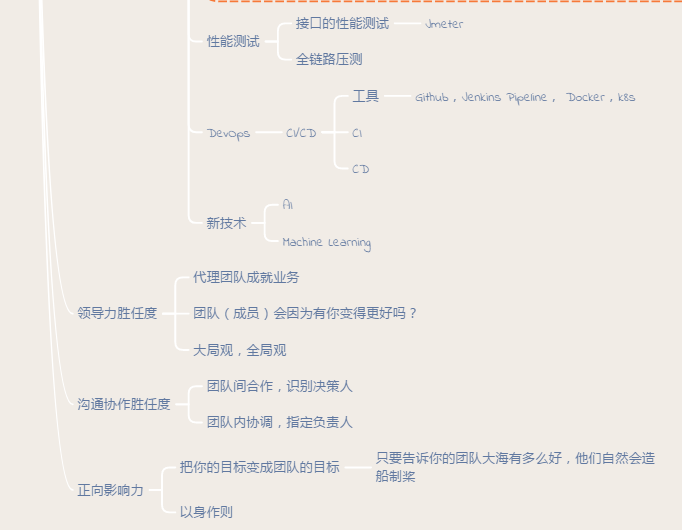 性能测试
接口的性能测试
Jmeter
全链路压测
Devops
CI/CD
工具
Github，Jenkins Pipeline， Docker，k8s
CI
CD
新技术
AI
Machine Learning
领导力胜任度
代理团队成就业务
团队（成员）会因为有你变得更好吗？
大局观，全局观
沟通协作胜任度
团队间合作，识别决策人
团队内协调，指定负责人
正向影响力
把你的目标变成团队的目标
只要告诉你的团队大海有多么好，他们自然会造
船制桨
以身作则